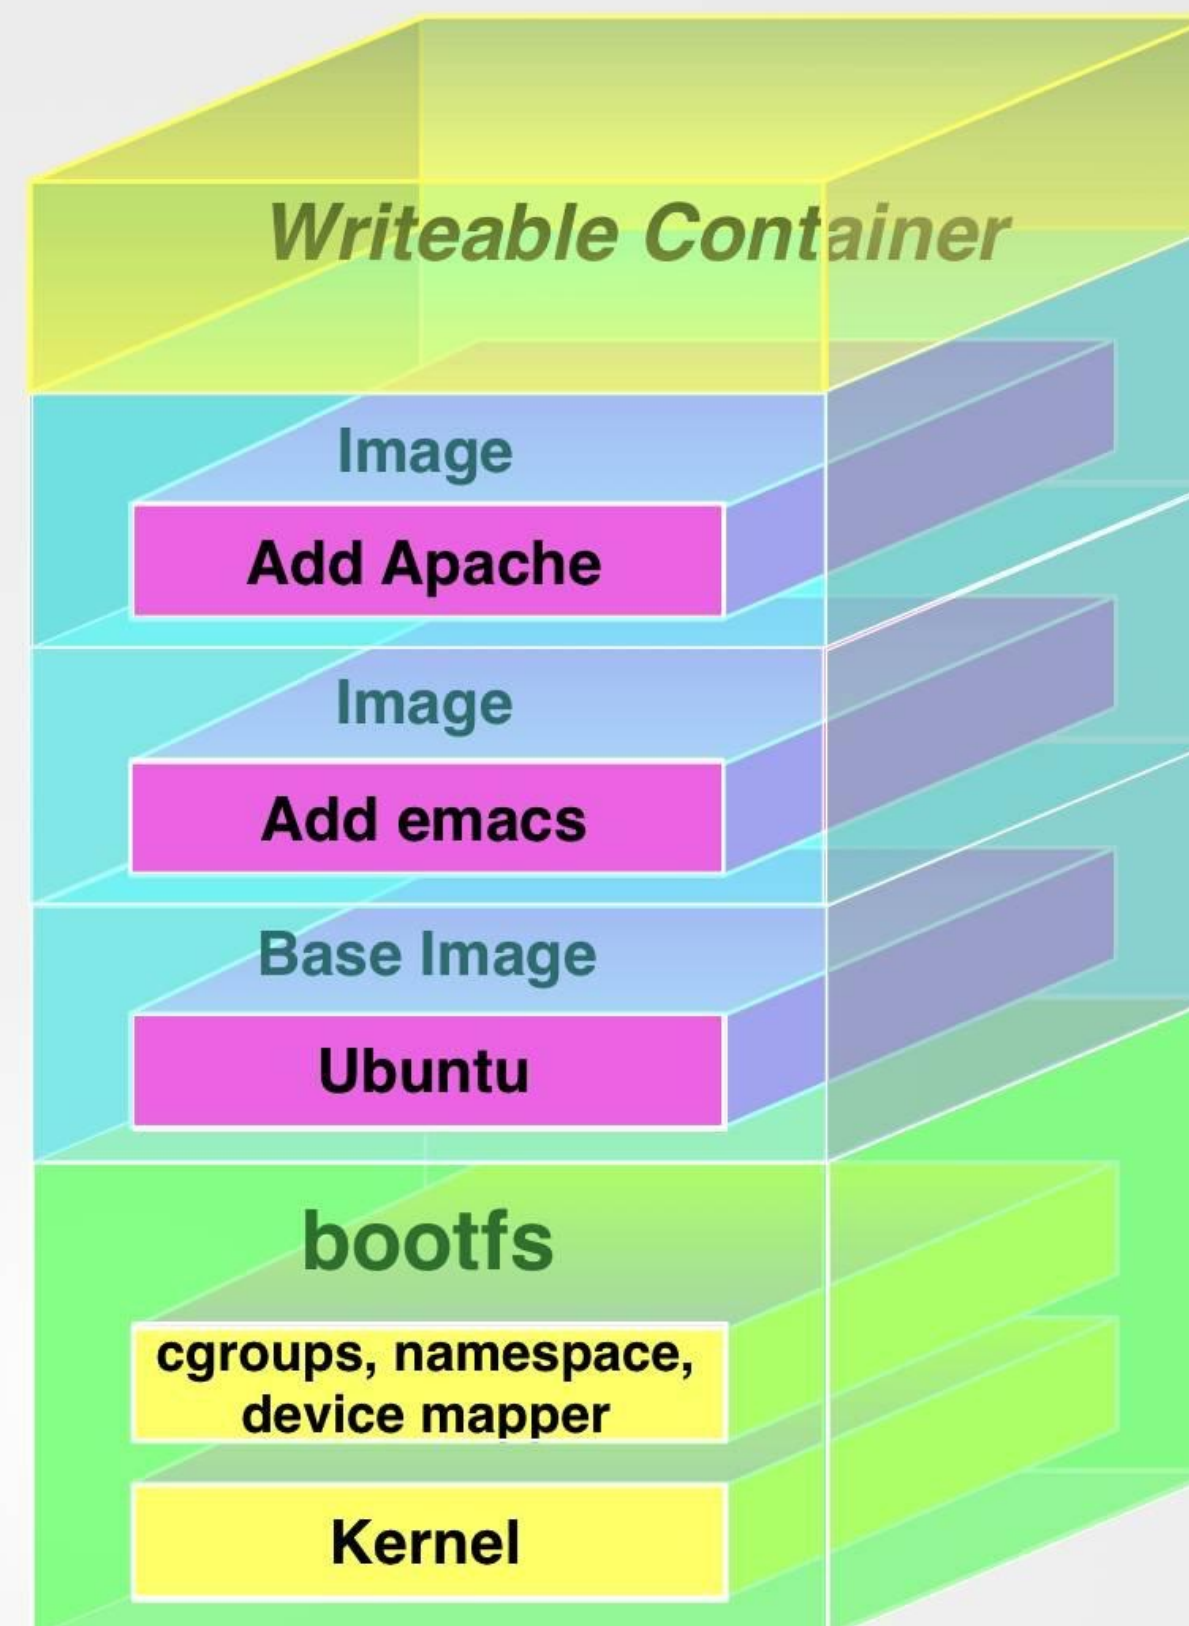 Writeable Container
Image
Add Apache
Image
Add emacs
Base Image
Ubuntu
bootfs
cgroups, namespace,
device mapper
Kernel